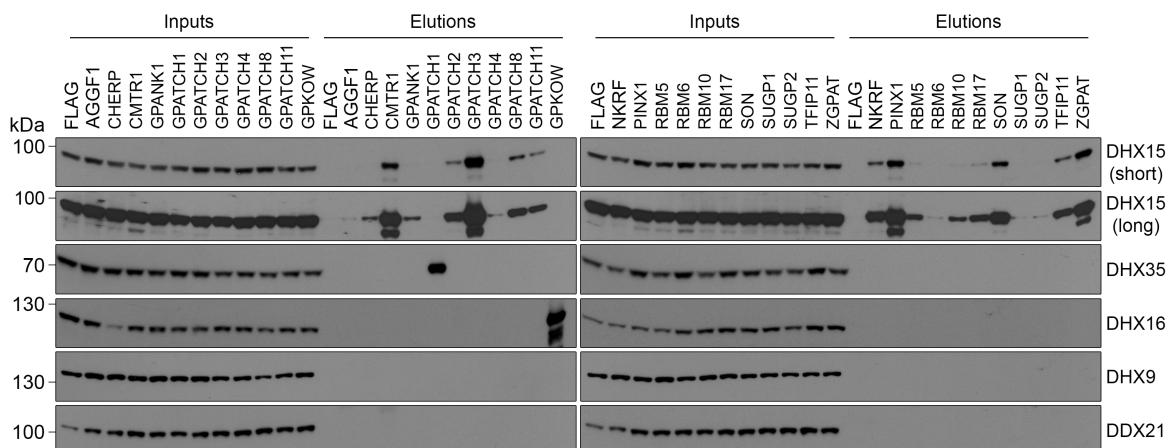 Inputs Elutions Inputs Elutions
FLAG AGGF1 CHERP CMTR1 GPANK1 GPATCH1 GPATCH2 GPATCH3 GPATCH4 GPATCH8 GPATCH11 GPKOW FLAG AGGF1 CHERP CMTR1 GPANK1 GPATCH1 GPATCH2 GPATCH3 GPATCH4 GPATCH8 GPATCH11 GPKOW FLAG NKRF PINX1 RBM5 RBM6 RBM10 RBM17 SON SUGP1 SUGP2 TFIP11 ZGPAT FLAG NKRF PINX1 RBM5 RBM6 RBM10 RBM17 SON SUGP1 SUGP2 TFIP11 ZGPAT
kDa
100 DHX15
(short)
100 DHX15
(long)
70 DHX35
130 DHX16
130 DHX9
100 DDX21